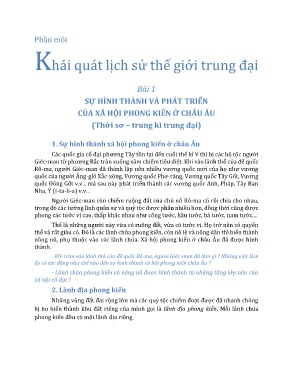 Phần một
Khái quát lịch sử thế giới trung đại
Bài 1
SỰ HÌNH THÀNH VÀ PHÁT TRIỂN
CỦA XÃ HỘI PHONG KIẾN Ở CHÂU ÂU
(Thời sơ – trung kì trung đại)
1. Sự hình thành xã hội phong kiến ở châu Âu
Các quốc gia cổ đại phương Tây tồn tại đến cuối thế kỉ V thì bị các bộ tộc người
Giéc-man từ phương Bắc tràn xuống xâm chiếm tiêu diệt. Khi vào lãnh thổ của đế quốc
Rô-ma, người Giéc-man đã thành lập nên nhiều vương quốc mới của họ như vương
quốc của người Ăng-glô Xắc-xông, Vương quốc Phơ-răng, Vương quốc Tây Gốt, Vương
quốc Đông Gốt v.v... mà sau này phát triển thành các vương quốc Anh, Pháp, Tây Ban
Nha, Ý (I-ta-li-a) v.v...
Người Giéc-man còn chiếm ruộng đất của chủ nô Rô-ma cũ rồi chia cho nhau,
trong đó các tướng lĩnh quân sự và quý tộc được phần nhiều hơn, đồng thời cũng được
phong các tước vị cao, thấp khác nhau như công tước, hầu tước, bá tước, nam tước,...
Thế là những người này vừa có ruộng đất, vừa có tước vị. Họ trở nên có quyền
thế và rất giàu có. Đó là các lãnh chúa phong kiến, còn nô lệ và nông dân thì biến thành
nông nô, phụ thuộc vào các lãnh chúa. Xã hội phong kiến ở châu Âu đã được hình
thành.
- Khi tràn vào lãnh thổ của đế quốc Rô-ma, người Giéc-man đã làm gì ? Những việc làm
ấy có tác động như thế nào đến sự hình thành xã hội phong kiến châu Âu ?
- Lãnh chúa phong kiến và nông nô được hình thành từ những tầng lớp nào của
xã hội cổ đại ?
2. Lãnh địa phong kiến
Những vùng đất đai rộng lớn mà các quý tộc chiếm đoạt được đã nhanh chóng
bị họ biến thành khu đất riêng của mình gọi là lãnh địa phong kiến. Mỗi lãnh chúa
phong kiến đều có một lãnh địa riêng.